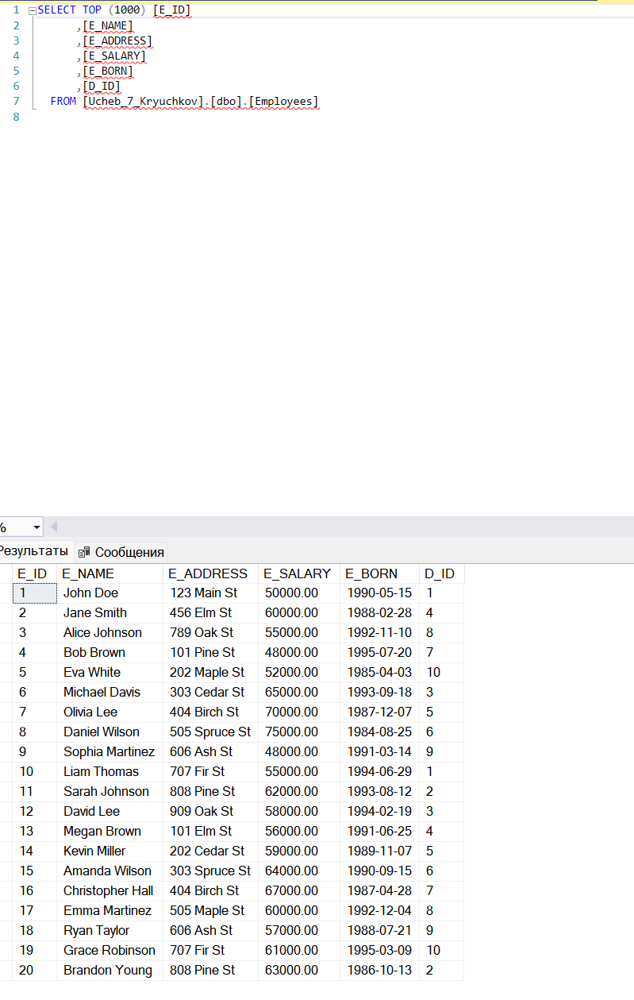 1 SELECT TOP (1000) [E_ID]
2 ,[E_NAME]
3 ,[E_ADDRESS]
4 ,[E_SALARY]
5 ,[E_BORN]
6 ,[D_ID]
7 FROM [Ucheb_7_Kryuchkov].[dbo].[Employees]
8
%
Результаты Сообщения
E_ID E_NAME E_ADDRESS E_SALARY E_BORN D_ID
1 John Doe 123 Main St 50000.00 1990-05-15 1
2 Jane Smith 456 Elm St 60000.00 1988-02-28 4
3 Alice Johnson 789 Oak St 55000.00 1992-11-10 8
4 Bob Brown 101 Pine St 48000.00 1995-07-20 7
5 Eva White 202 Maple St 52000.00 1985-04-03 10
6 Michael Davis 303 Cedar St 65000.00 1993-09-18 3
7 Olivia Lee 404 Birch St 70000.00 1987-12-07 5
8 Daniel Wilson 505 Spruce St 75000.00 1984-08-25 6
9 Sophia Martinez 606 Ash St 48000.00 1991-03-14 9
10 Liam Thomas 707 Fir St 55000.00 1994-06-29 1
11 Sarah Johnson 808 Pine St 62000.00 1993-08-12 2
12 David Lee 909 Oak St 58000.00 1994-02-19 3
13 Megan Brown 101 Elm St 56000.00 1991-06-25 4
14 Kevin Miller 202 Cedar St 59000.00 1989-11-07 5
15 Amanda Wilson 303 Spruce St 64000.00 1990-09-15 6
16 Christopher Hall 404 Birch St 67000.00 1987-04-28 7
17 Emma Martinez 505 Maple St 60000.00 1992-12-04 8
18 Ryan Taylor 606 Ash St 57000.00 1988-07-21 9
19 Grace Robinson 707 Fir St 61000.00 1995-03-09 10
20 Brandon Young 808 Pine St 63000.00 1986-10-13 2